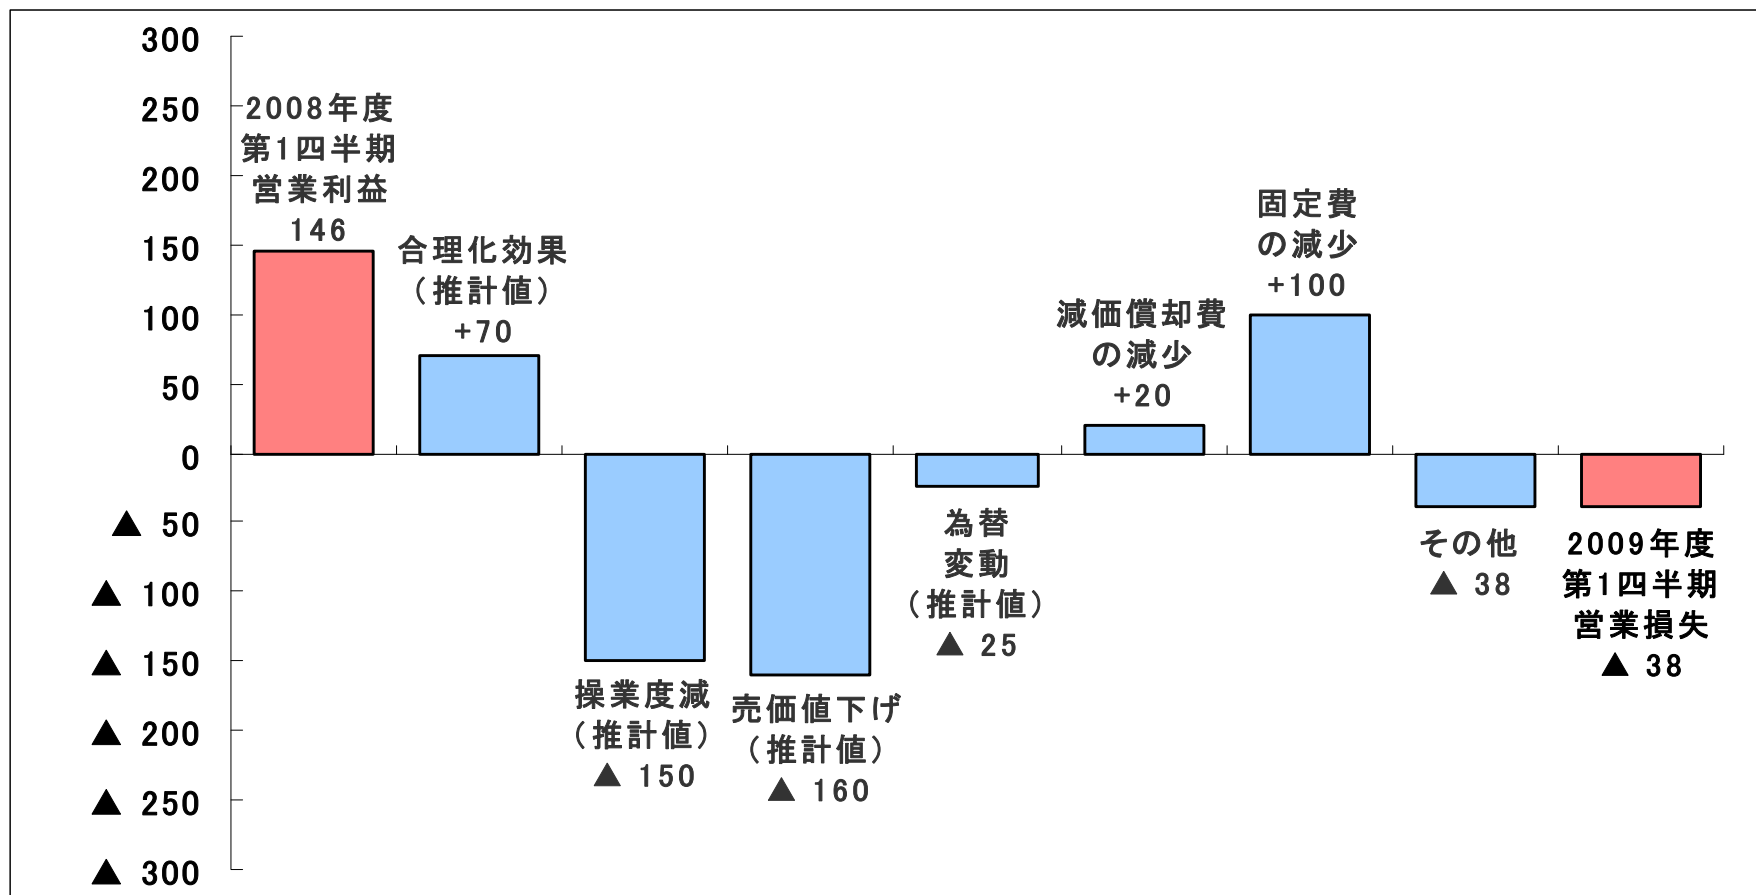 300
250
200
150
100
50
0
▲ 50
▲ 100
▲ 150
▲ 200
▲ 250
▲ 300
2008年度
第1四半期
営業利益
146
合理化効果
(推計値)
+70
操業度減
(推計値)
▲ 150
売価値下げ
(推計値)
▲ 160
為替
変動
(推計値)
▲ 25
減価償却費
の減少
+20
固定費
の減少
+100
その他
▲ 38
2009年度
第1四半期
営業損失
▲ 38